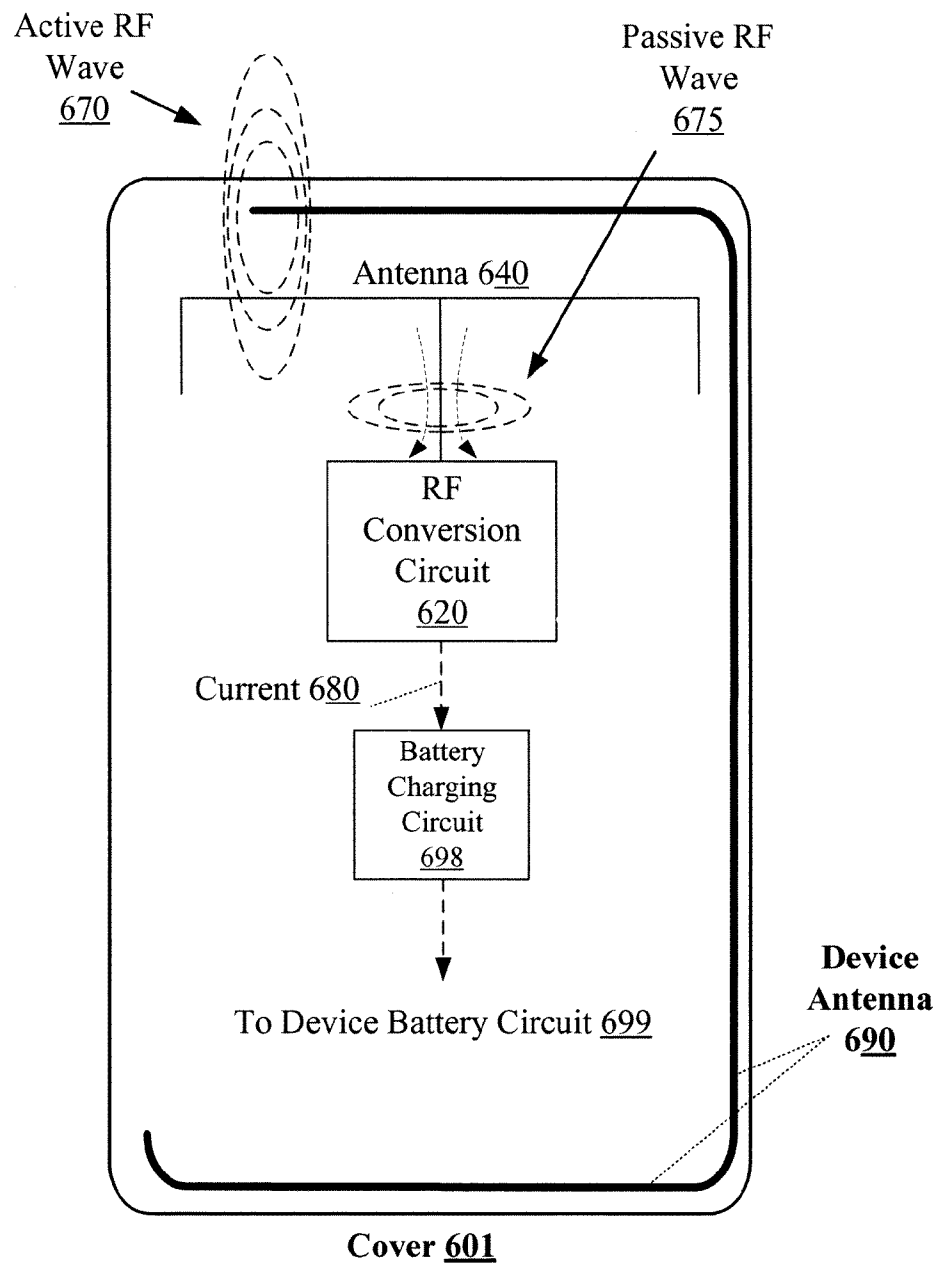 Active RF
Wave
670
Passive RF
Wave
675
Antenna 640
RF
Conversion
Circuit
620
Current 680
Battery
Charging
Circuit
698
To Device Battery Circuit 699
Device
Antenna
690
Cover 601